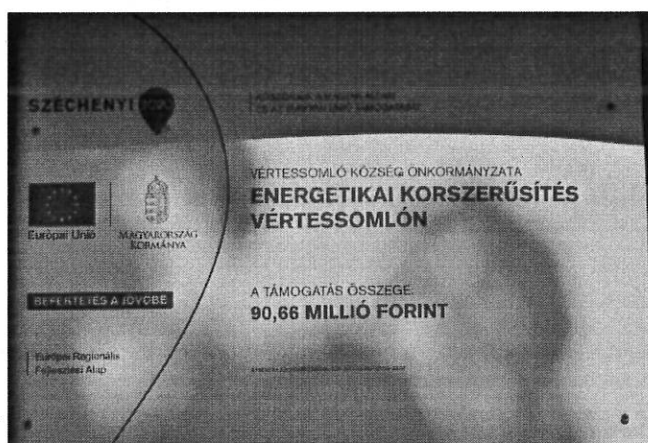 SZÉCHENYI
VÉRTESSOMLÓ KÖZSÉG ÖNKORMÁNYZATA
ENERGETIKAI KORSZERŰSÍTÉS
VÉRTESSOMLÓN
Európai Unió
MAGYARORSZÁG
KORMÁNYA
BEFEKTETÉS A JÖVŐBE
A TÁMOGATÁS ÖSSZEGE
90,66 MILLIÓ FORINT
Európai Regionális
Fejlesztési Alap